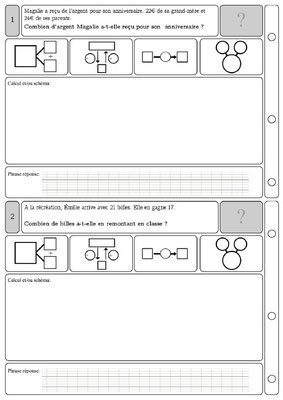 1
Magalie a reçu de l'argent pour son anniversaire. 22€ de sa grand-mère et
24€ de ses parents.
Combien d'argent Magalie a-t-elle reçu pour son anniversaire ?
?
+
Calcul et/ou schéma:
Phrase réponse:
2
A la récréation, Émilie arrive avec 21 billes. Elle en gagne 17.
Combien de billes a-t-elle en remontant en classe ?
?
+
Calcul et/ou schéma:
Phrase réponse: